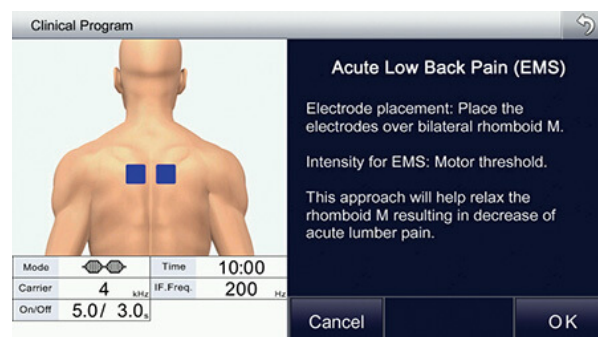 Clinical Program
Acute Low Back Pain (EMS)
Electrode placement: Place the
electrodes over bilateral rhomboid M.
Intensity for EMS: Motor threshold.
This approach will help relax the
rhomboid M resulting in decrease of
acute lumber pain.
Mode Time 10:00
Carrier 4 kHz IF.Freq. 200 Hz
On/Off 5.0/ 3.0s
Cancel OK